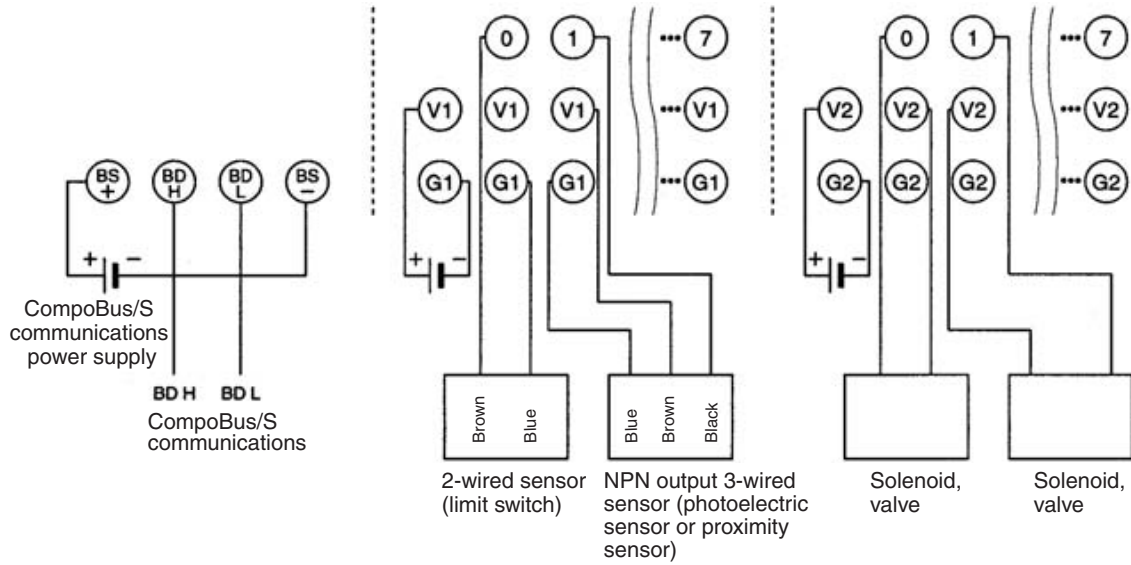 BS + BD H BD L BS −
+ −
CompoBus/S
communications
power supply
BD H BD L
CompoBus/S
communications
0 1 ••• 7
V1 V1 V1 ••• V1
G1 G1 G1 ••• G1
+ −
Brown Blue
Blue Brown Black
2-wired sensor
(limit switch)
NPN output 3-wired
sensor (photoelectric
sensor or proximity
sensor)
0 1 ••• 7
V2 V2 V2 ••• V2
G2 G2 G2 ••• G2
+ −
Solenoid,
valve
Solenoid,
valve